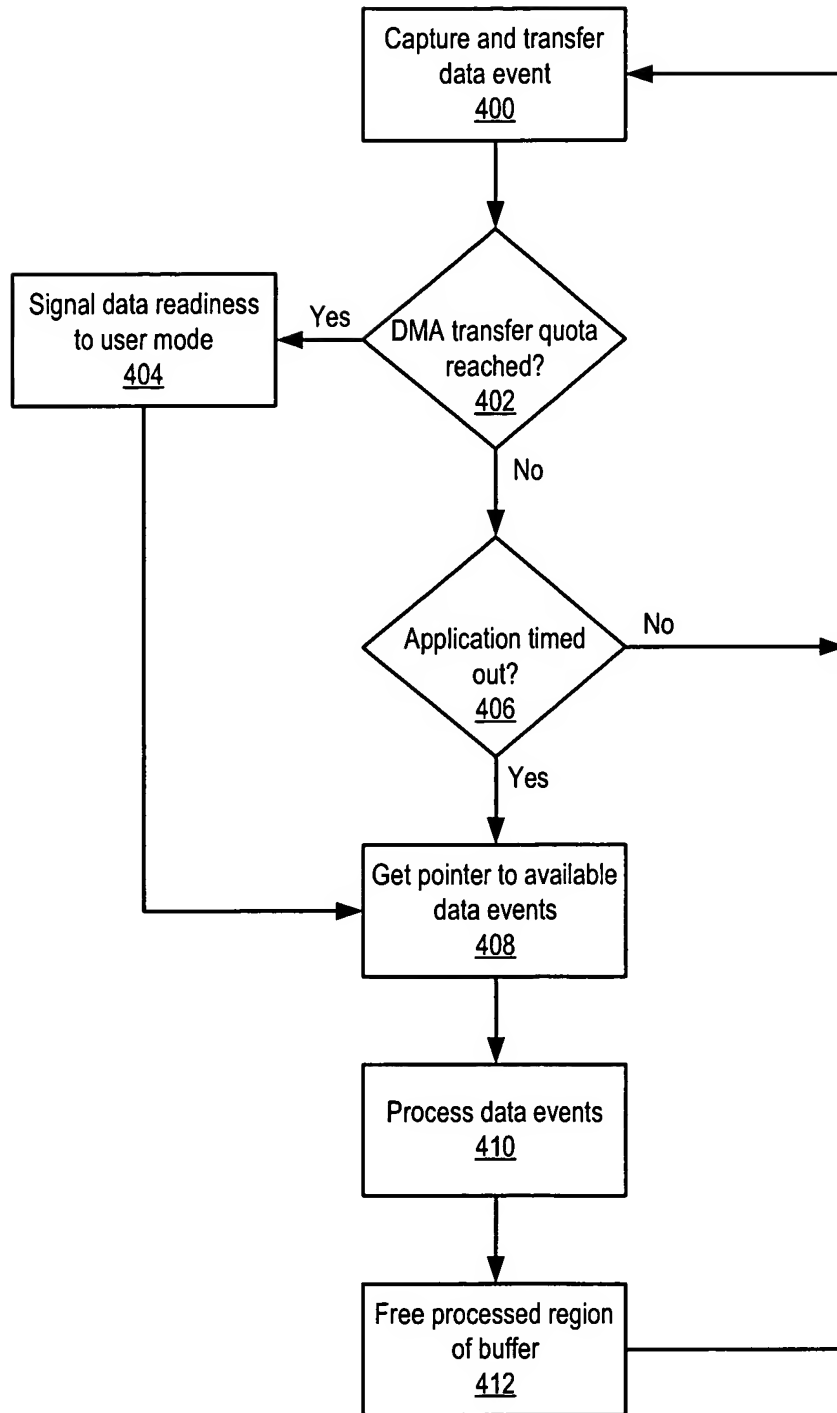 Capture and transfer
data event
400
DMA transfer quota
reached?
402
Yes
Signal data readiness
to user mode
404
No
Application timed
out?
406
No
Yes
Get pointer to available
data events
408
Process data events
410
Free processed region
of buffer
412